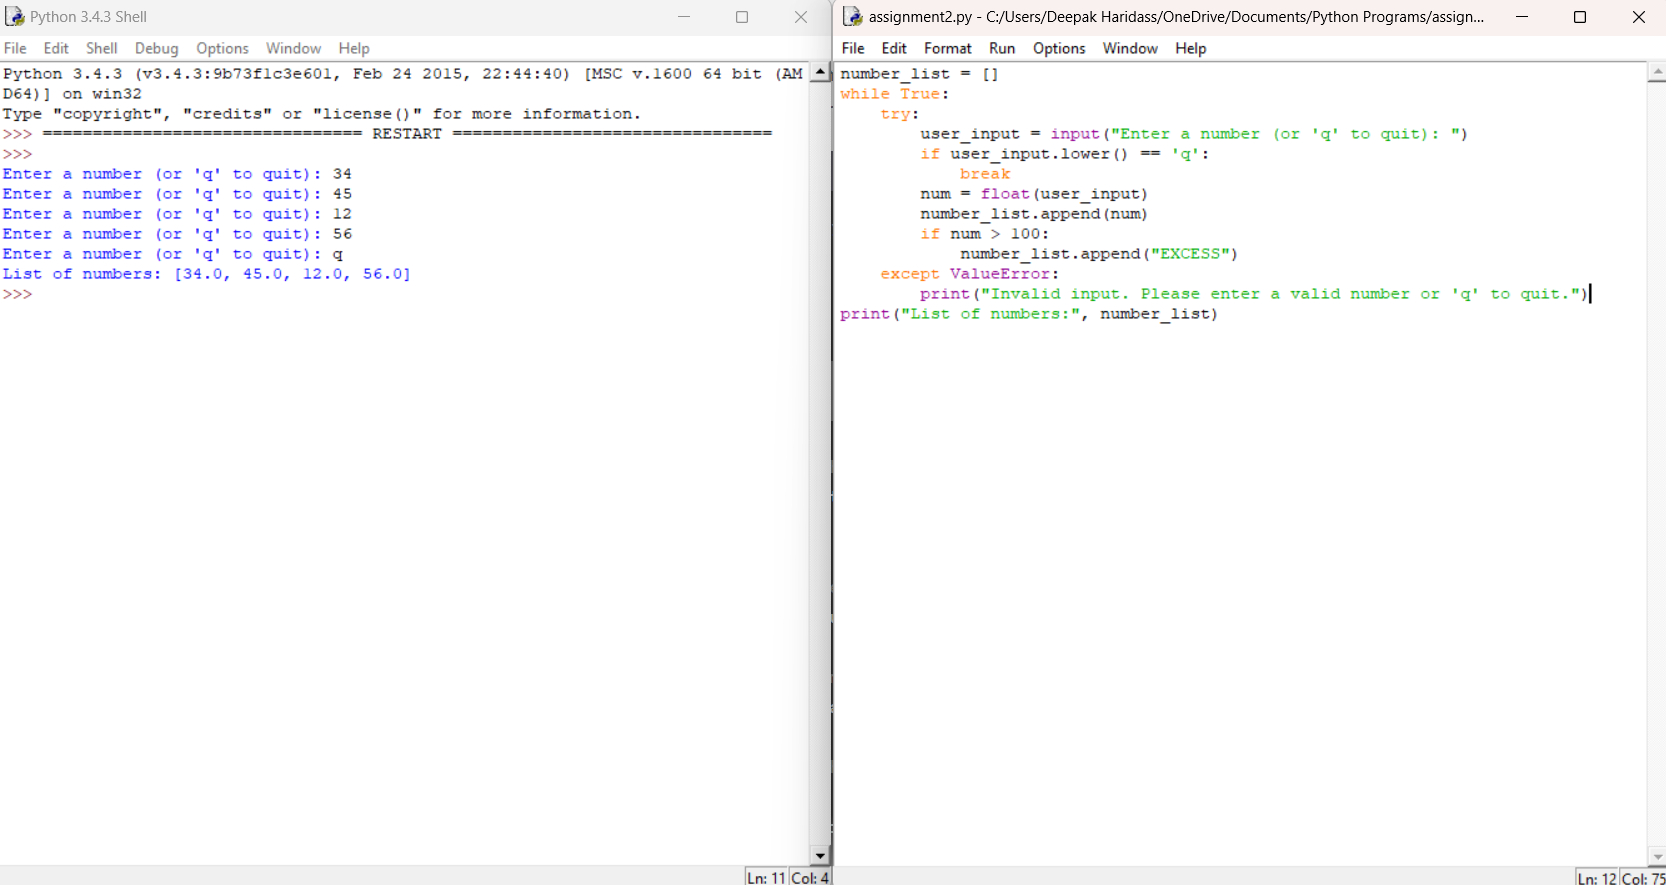 Python 3.4.3 Shell
File Edit Shell Debug Options Window Help
Python 3.4.3 (v3.4.3:9b73f1c3e601, Feb 24 2015, 22:44:40) [MSC v.1600 64 bit (AM
D64)] on win32
Type "copyright", "credits" or "license()" for more information.
>>> ================================ RESTART ================================
>>>
Enter a number (or 'q' to quit): 34
Enter a number (or 'q' to quit): 45
Enter a number (or 'q' to quit): 12
Enter a number (or 'q' to quit): 56
Enter a number (or 'q' to quit): q
List of numbers: [34.0, 45.0, 12.0, 56.0]
>>>
Ln: 11 Col: 4
assignment2.py - C:/Users/Deepak Haridass/OneDrive/Documents/Python Programs/assign...
File Edit Format Run Options Window Help
number_list = []
while True:
    try:
        user_input = input("Enter a number (or 'q' to quit): ")
        if user_input.lower() == 'q':
            break
        num = float(user_input)
        number_list.append(num)
        if num > 100:
            number_list.append("EXCESS")
    except ValueError:
        print("Invalid input. Please enter a valid number or 'q' to quit.")
print("List of numbers:", number_list)
Ln: 12 Col: 75